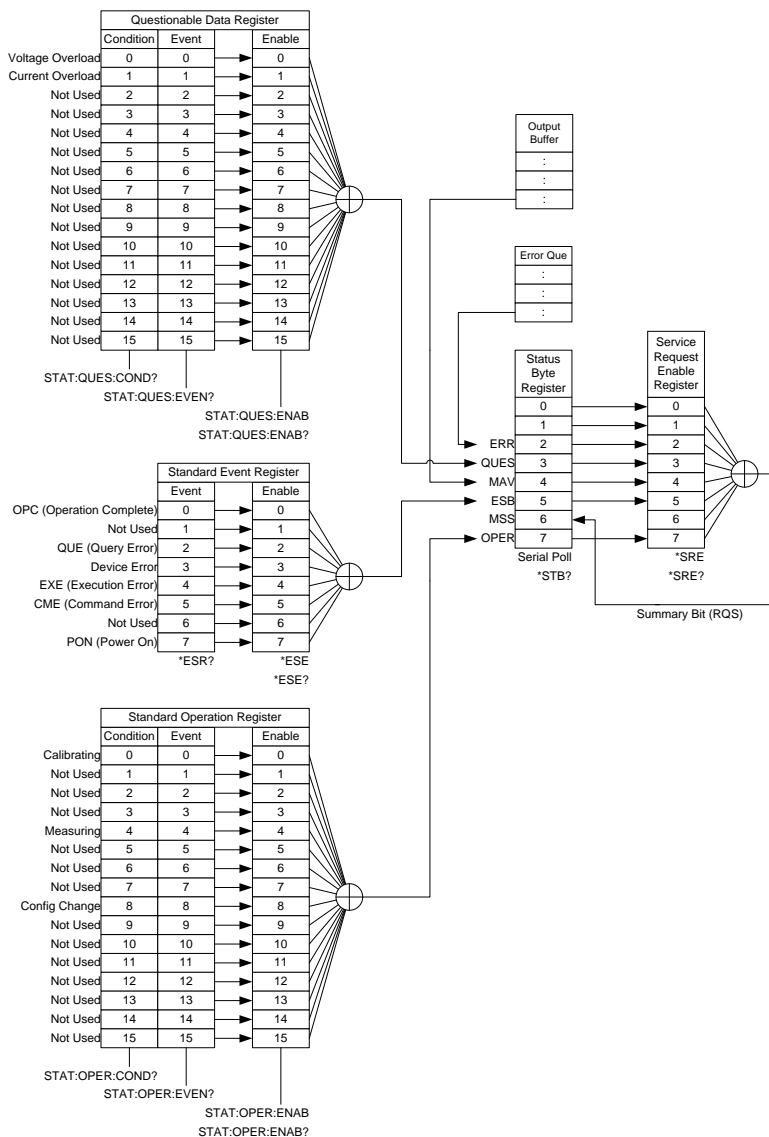 Questionable Data Register
Condition Event Enable
Voltage Overload 0 0 0
Current Overload 1 1 1
Not Used 2 2 2
Not Used 3 3 3
Not Used 4 4 4
Not Used 5 5 5
Not Used 6 6 6
Not Used 7 7 7
Not Used 8 8 8
Not Used 9 9 9
Not Used 10 10 10
Not Used 11 11 11
Not Used 12 12 12
Not Used 13 13 13
Not Used 14 14 14
Not Used 15 15 15
STAT:QUES:COND?
STAT:QUES:EVEN?
STAT:QUES:ENAB
STAT:QUES:ENAB?
Output
Buffer
:
:
:
Error Que
:
:
:
Status
Byte
Register
0
1
ERR 2
QUES 3
MAV 4
ESB 5
MSS 6
OPER 7
Serial Poll
*STB?
Service
Request
Enable
Register
0
1
2
3
4
5
6
7
*SRE
*SRE?
Summary Bit (RQS)
Standard Event Register
Event Enable
OPC (Operation Complete) 0 0
Not Used 1 1
QUE (Query Error) 2 2
Device Error 3 3
EXE (Execution Error) 4 4
CME (Command Error) 5 5
Not Used 6 6
PON (Power On) 7 7
*ESR? *ESE
*ESE?
Standard Operation Register
Condition Event Enable
Calibrating 0 0 0
Not Used 1 1 1
Not Used 2 2 2
Not Used 3 3 3
Measuring 4 4 4
Not Used 5 5 5
Not Used 6 6 6
Not Used 7 7 7
Config Change 8 8 8
Not Used 9 9 9
Not Used 10 10 10
Not Used 11 11 11
Not Used 12 12 12
Not Used 13 13 13
Not Used 14 14 14
Not Used 15 15 15
STAT:OPER:COND?
STAT:OPER:EVEN?
STAT:OPER:ENAB
STAT:OPER:ENAB?